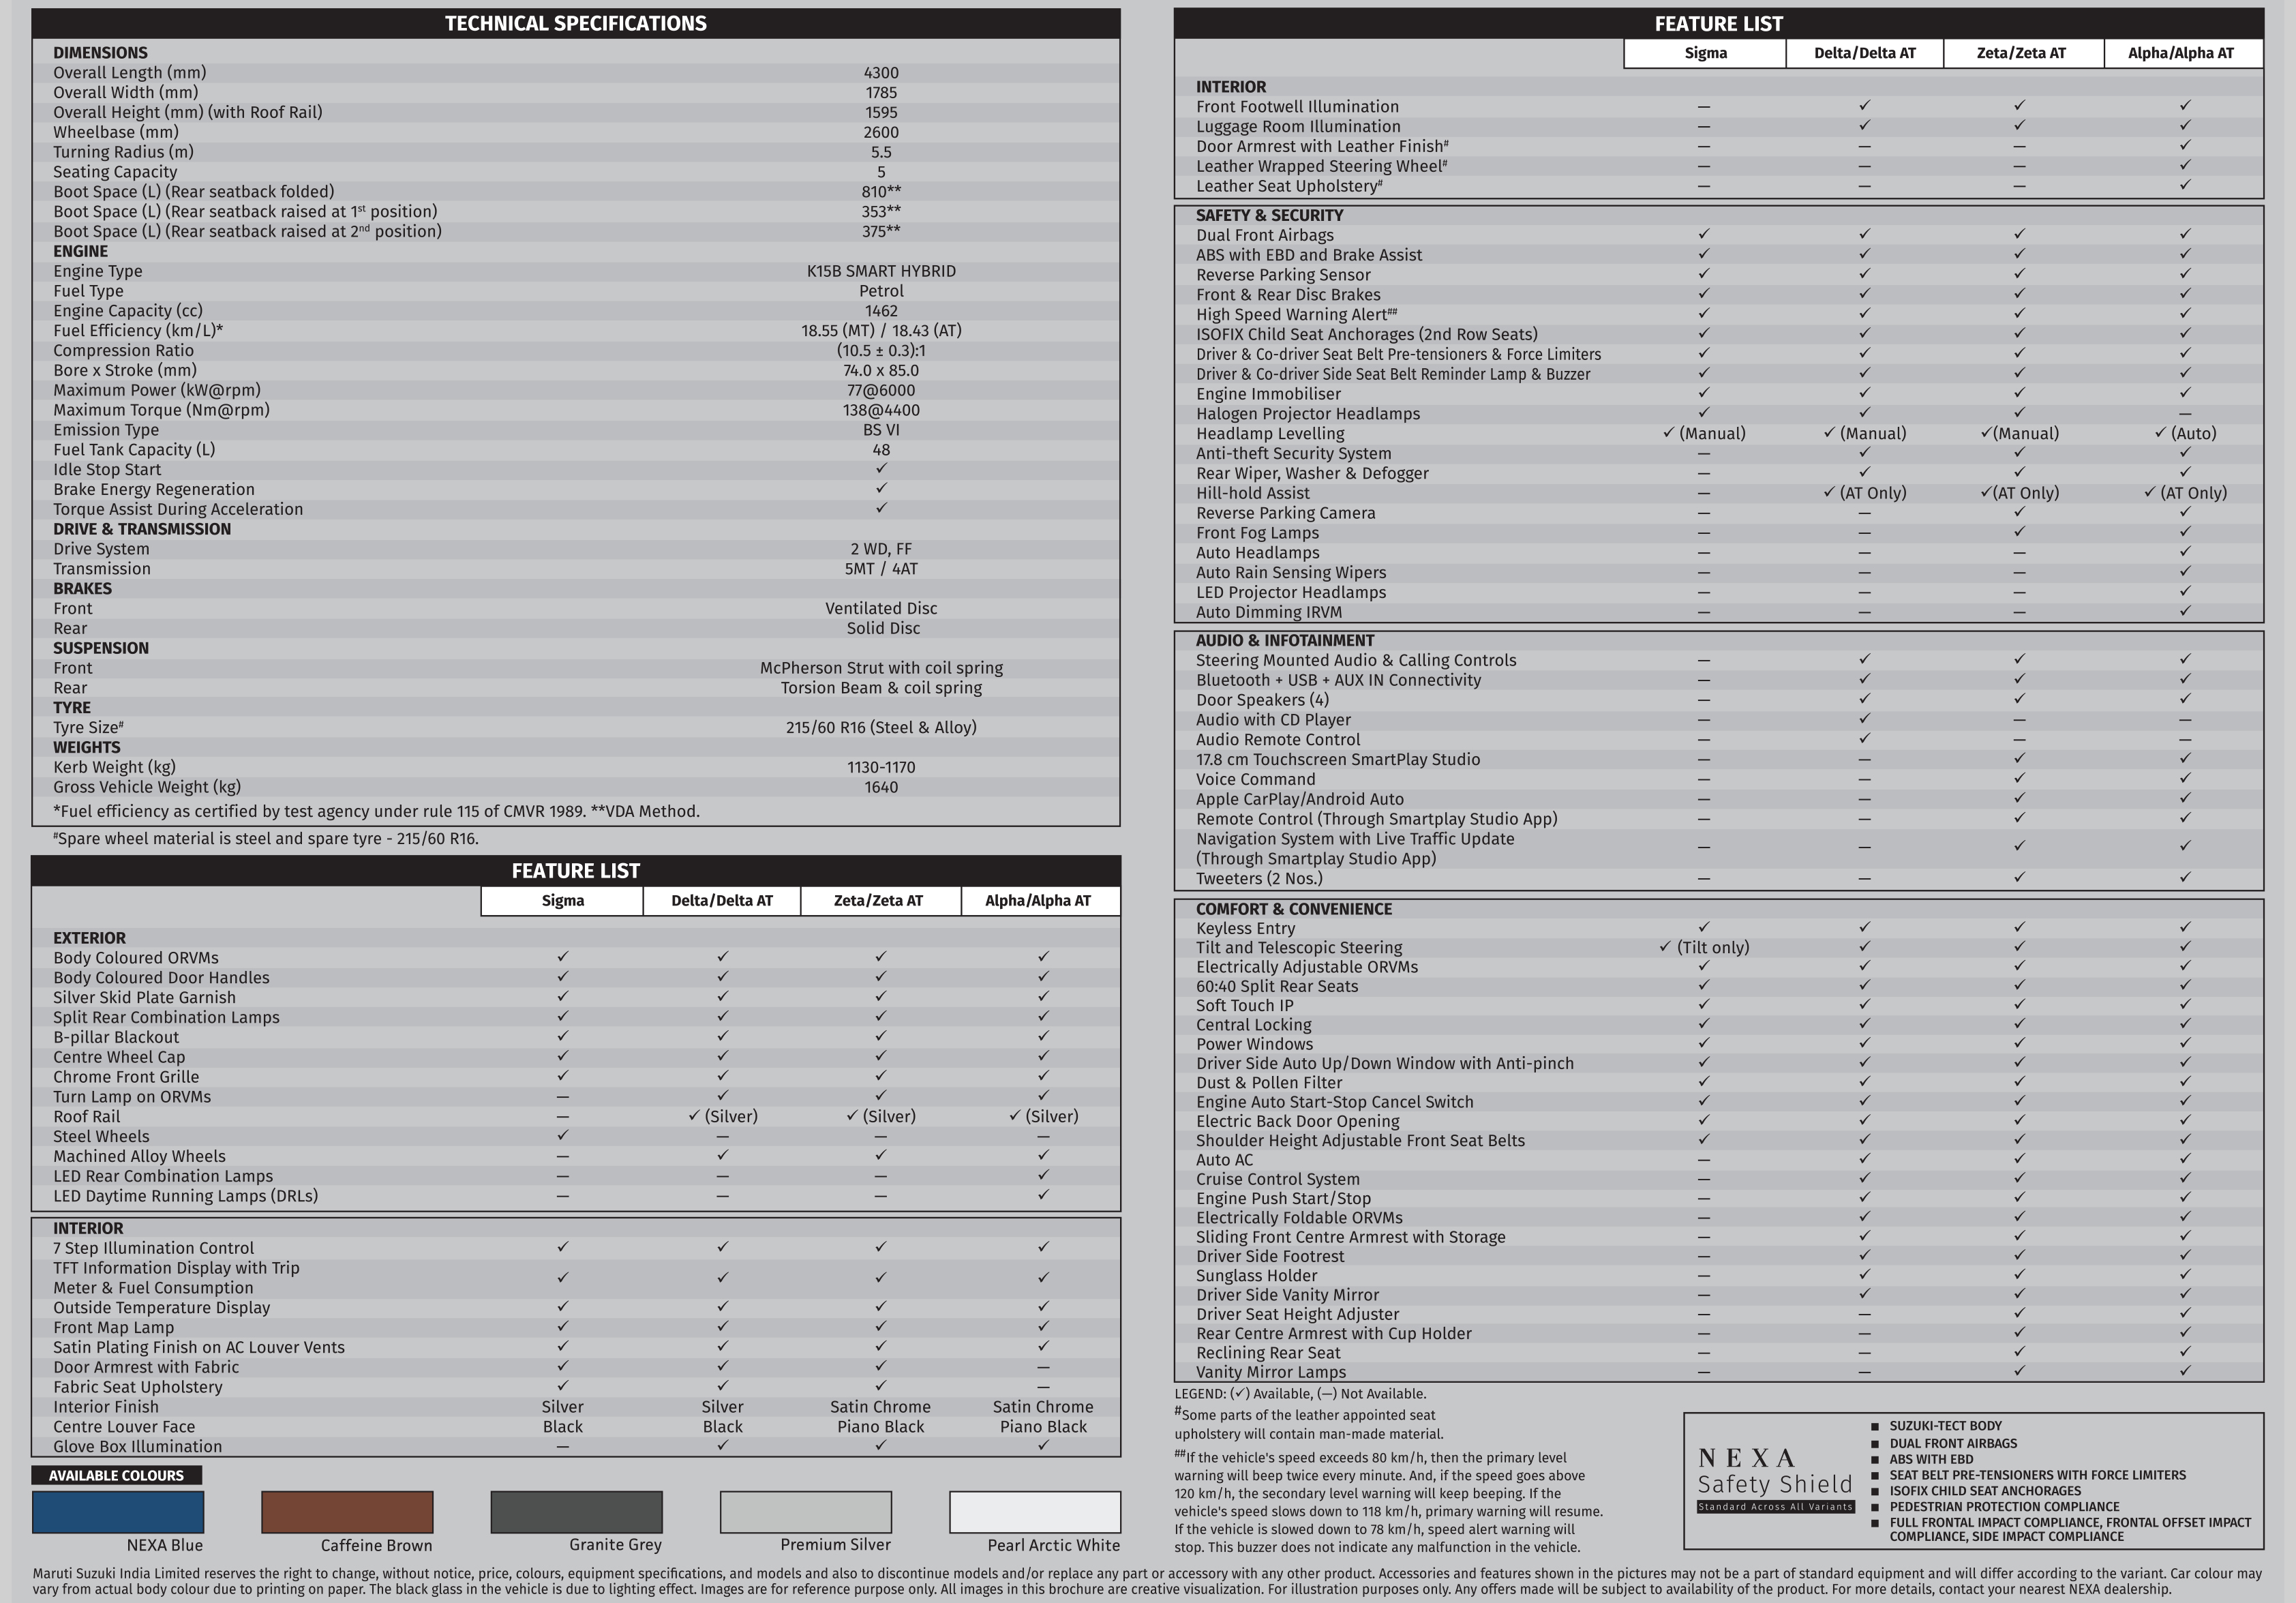 TECHNICAL SPECIFICATIONS
DIMENSIONS
Overall Length (mm) 4300
Overall Width (mm) 1785
Overall Height (mm) (with Roof Rail) 1595
Wheelbase (mm) 2600
Turning Radius (m) 5.5
Seating Capacity 5
Boot Space (L) (Rear seatback folded) 810**
Boot Space (L) (Rear seatback raised at 1st position) 353**
Boot Space (L) (Rear seatback raised at 2nd position) 375**
ENGINE
Engine Type K15B SMART HYBRID
Fuel Type Petrol
Engine Capacity (cc) 1462
Fuel Efficiency (km/L)* 18.55 (MT) / 18.43 (AT)
Compression Ratio (10.5 ± 0.3):1
Bore x Stroke (mm) 74.0 x 85.0
Maximum Power (kW@rpm) 77@6000
Maximum Torque (Nm@rpm) 138@4400
Emission Type BS VI
Fuel Tank Capacity (L) 48
Idle Stop Start ✓
Brake Energy Regeneration ✓
Torque Assist During Acceleration ✓
DRIVE & TRANSMISSION
Drive System 2 WD, FF
Transmission 5MT / 4AT
BRAKES
Front Ventilated Disc
Rear Solid Disc
SUSPENSION
Front McPherson Strut with coil spring
Rear Torsion Beam & coil spring
TYRE
Tyre Size# 215/60 R16 (Steel & Alloy)
WEIGHTS
Kerb Weight (kg) 1130-1170
Gross Vehicle Weight (kg) 1640
*Fuel efficiency as certified by test agency under rule 115 of CMVR 1989. **VDA Method.
#Spare wheel material is steel and spare tyre - 215/60 R16.
FEATURE LIST
Sigma Delta/Delta AT Zeta/Zeta AT Alpha/Alpha AT
EXTERIOR
Body Coloured ORVMs ✓ ✓ ✓ ✓
Body Coloured Door Handles ✓ ✓ ✓ ✓
Silver Skid Plate Garnish ✓ ✓ ✓ ✓
Split Rear Combination Lamps ✓ ✓ ✓ ✓
B-pillar Blackout ✓ ✓ ✓ ✓
Centre Wheel Cap ✓ ✓ ✓ ✓
Chrome Front Grille ✓ ✓ ✓ ✓
Turn Lamp on ORVMs — ✓ ✓ ✓
Roof Rail — ✓ (Silver) ✓ (Silver) ✓ (Silver)
Steel Wheels ✓ — — —
Machined Alloy Wheels — ✓ ✓ ✓
LED Rear Combination Lamps — — — ✓
LED Daytime Running Lamps (DRLs) — — — ✓
INTERIOR
7 Step Illumination Control ✓ ✓ ✓ ✓
TFT Information Display with Trip
Meter & Fuel Consumption ✓ ✓ ✓ ✓
Outside Temperature Display ✓ ✓ ✓ ✓
Front Map Lamp ✓ ✓ ✓ ✓
Satin Plating Finish on AC Louver Vents ✓ ✓ ✓ ✓
Door Armrest with Fabric ✓ ✓ ✓ —
Fabric Seat Upholstery ✓ ✓ ✓ —
Interior Finish Silver Silver Satin Chrome Satin Chrome
Centre Louver Face Black Black Piano Black Piano Black
Glove Box Illumination — ✓ ✓ ✓
AVAILABLE COLOURS
NEXA Blue Caffeine Brown Granite Grey Premium Silver Pearl Arctic White
FEATURE LIST
Sigma Delta/Delta AT Zeta/Zeta AT Alpha/Alpha AT
INTERIOR
Front Footwell Illumination — ✓ ✓ ✓
Luggage Room Illumination — ✓ ✓ ✓
Door Armrest with Leather Finish# — — — ✓
Leather Wrapped Steering Wheel# — — — ✓
Leather Seat Upholstery# — — — ✓
SAFETY & SECURITY
Dual Front Airbags ✓ ✓ ✓ ✓
ABS with EBD and Brake Assist ✓ ✓ ✓ ✓
Reverse Parking Sensor ✓ ✓ ✓ ✓
Front & Rear Disc Brakes ✓ ✓ ✓ ✓
High Speed Warning Alert## ✓ ✓ ✓ ✓
ISOFIX Child Seat Anchorages (2nd Row Seats) ✓ ✓ ✓ ✓
Driver & Co-driver Seat Belt Pre-tensioners & Force Limiters ✓ ✓ ✓ ✓
Driver & Co-driver Side Seat Belt Reminder Lamp & Buzzer ✓ ✓ ✓ ✓
Engine Immobiliser ✓ ✓ ✓ ✓
Halogen Projector Headlamps ✓ ✓ ✓ —
Headlamp Levelling ✓ (Manual) ✓ (Manual) ✓(Manual) ✓ (Auto)
Anti-theft Security System — ✓ ✓ ✓
Rear Wiper, Washer & Defogger — ✓ ✓ ✓
Hill-hold Assist — ✓ (AT Only) ✓(AT Only) ✓ (AT Only)
Reverse Parking Camera — — ✓ ✓
Front Fog Lamps — — ✓ ✓
Auto Headlamps — — — ✓
Auto Rain Sensing Wipers — — — ✓
LED Projector Headlamps — — — ✓
Auto Dimming IRVM — — — ✓
AUDIO & INFOTAINMENT
Steering Mounted Audio & Calling Controls — ✓ ✓ ✓
Bluetooth + USB + AUX IN Connectivity — ✓ ✓ ✓
Door Speakers (4) — ✓ ✓ ✓
Audio with CD Player — ✓ — —
Audio Remote Control — ✓ — —
17.8 cm Touchscreen SmartPlay Studio — — ✓ ✓
Voice Command — — ✓ ✓
Apple CarPlay/Android Auto — — ✓ ✓
Remote Control (Through Smartplay Studio App) — — ✓ ✓
Navigation System with Live Traffic Update
(Through Smartplay Studio App) — — ✓ ✓
Tweeters (2 Nos.) — — ✓ ✓
COMFORT & CONVENIENCE
Keyless Entry ✓ ✓ ✓ ✓
Tilt and Telescopic Steering ✓ (Tilt only) ✓ ✓ ✓
Electrically Adjustable ORVMs ✓ ✓ ✓ ✓
60:40 Split Rear Seats ✓ ✓ ✓ ✓
Soft Touch IP ✓ ✓ ✓ ✓
Central Locking ✓ ✓ ✓ ✓
Power Windows ✓ ✓ ✓ ✓
Driver Side Auto Up/Down Window with Anti-pinch ✓ ✓ ✓ ✓
Dust & Pollen Filter ✓ ✓ ✓ ✓
Engine Auto Start-Stop Cancel Switch ✓ ✓ ✓ ✓
Electric Back Door Opening ✓ ✓ ✓ ✓
Shoulder Height Adjustable Front Seat Belts ✓ ✓ ✓ ✓
Auto AC — ✓ ✓ ✓
Cruise Control System — ✓ ✓ ✓
Engine Push Start/Stop — ✓ ✓ ✓
Electrically Foldable ORVMs — ✓ ✓ ✓
Sliding Front Centre Armrest with Storage — ✓ ✓ ✓
Driver Side Footrest — ✓ ✓ ✓
Sunglass Holder — ✓ ✓ ✓
Driver Side Vanity Mirror — ✓ ✓ ✓
Driver Seat Height Adjuster — — ✓ ✓
Rear Centre Armrest with Cup Holder — — ✓ ✓
Reclining Rear Seat — — ✓ ✓
Vanity Mirror Lamps — — ✓ ✓
LEGEND: (✓) Available, (—) Not Available.
#Some parts of the leather appointed seat
upholstery will contain man-made material.
##If the vehicle's speed exceeds 80 km/h, then the primary level
warning will beep twice every minute. And, if the speed goes above
120 km/h, the secondary level warning will keep beeping. If the
vehicle's speed slows down to 118 km/h, primary warning will resume.
If the vehicle is slowed down to 78 km/h, speed alert warning will
stop. This buzzer does not indicate any malfunction in the vehicle.
NEXA
Safety Shield
Standard Across All Variants
■ SUZUKI-TECT BODY
■ DUAL FRONT AIRBAGS
■ ABS WITH EBD
■ SEAT BELT PRE-TENSIONERS WITH FORCE LIMITERS
■ ISOFIX CHILD SEAT ANCHORAGES
■ PEDESTRIAN PROTECTION COMPLIANCE
■ FULL FRONTAL IMPACT COMPLIANCE, FRONTAL OFFSET IMPACT
COMPLIANCE, SIDE IMPACT COMPLIANCE
Maruti Suzuki India Limited reserves the right to change, without notice, price, colours, equipment specifications, and models and also to discontinue models and/or replace any part or accessory with any other product. Accessories and features shown in the pictures may not be a part of standard equipment and will differ according to the variant. Car colour may
vary from actual body colour due to printing on paper. The black glass in the vehicle is due to lighting effect. Images are for reference purpose only. All images in this brochure are creative visualization. For illustration purposes only. Any offers made will be subject to availability of the product. For more details, contact your nearest NEXA dealership.